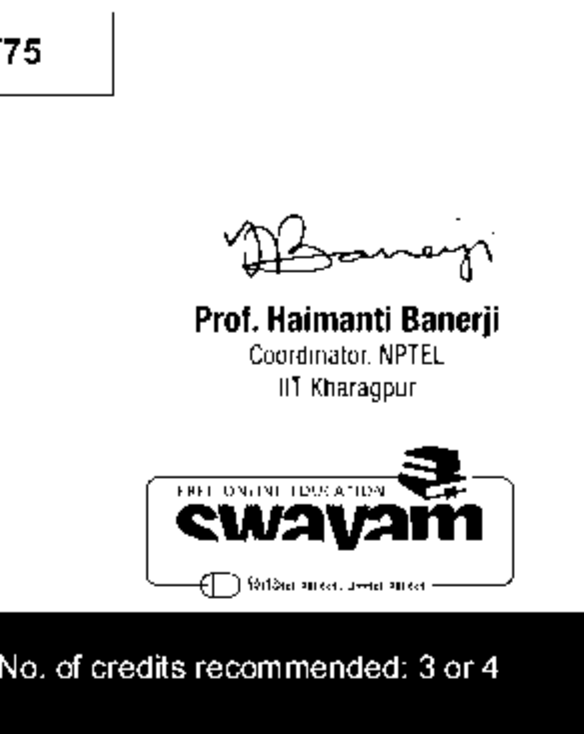 75
Banerji
Prof. Haimanti Banerji
Coordinator, NPTEL
IIT Kharagpur
FREE ONLINE EDUCATION
swayam
No. of credits recommended: 3 or 4